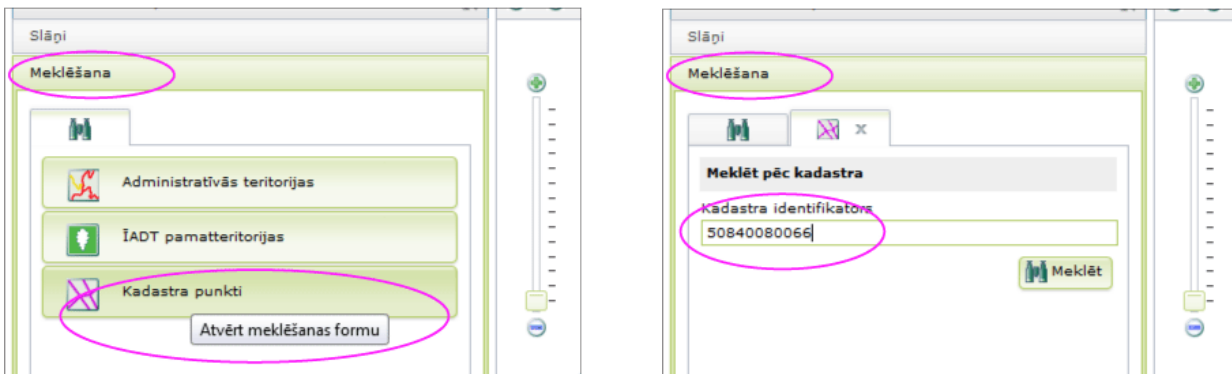 Slāņi
Meklēšana
Administratīvās teritorijas
ĪADT pamatteritorijas
Kadastra punkti
Atvērt meklēšanas formu
Slāņi
Meklēšana
x
Meklēt pēc kadastra
Kadastra identifikators
50840080066
Meklēt